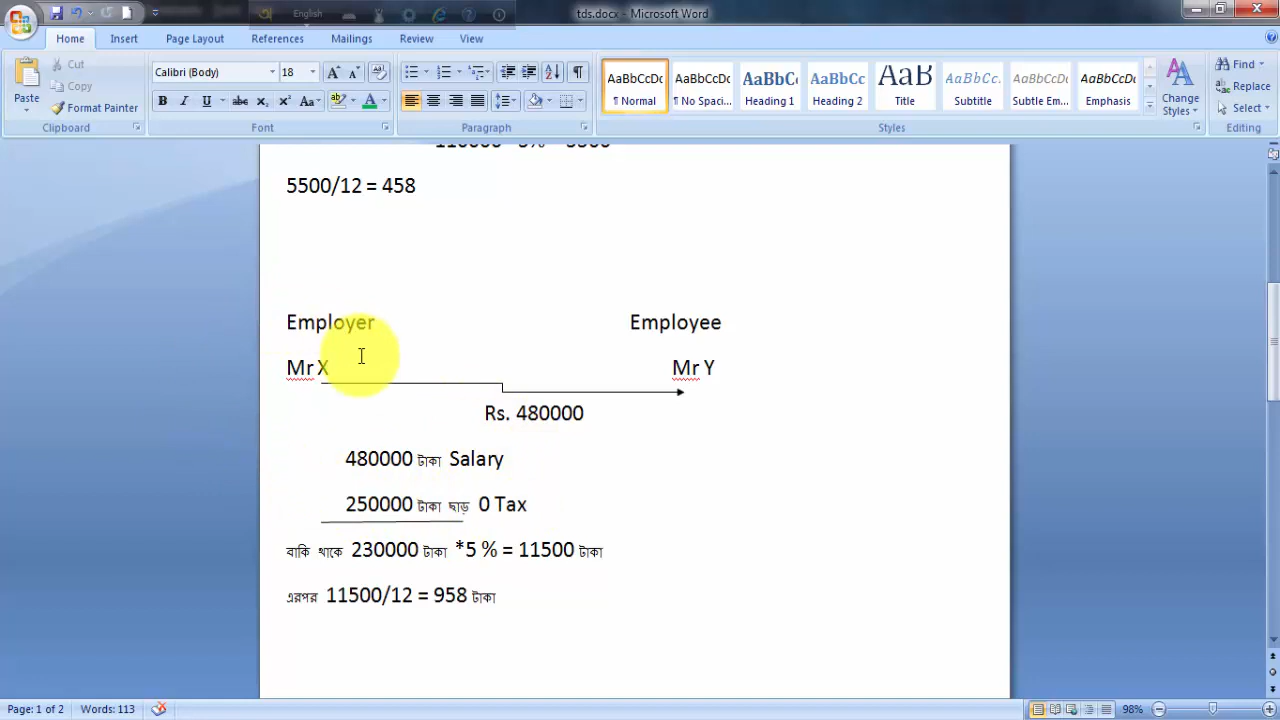 English
tds.docx - Microsoft Word
Home Insert Page Layout References Mailings Review View
Paste
Cut
Copy
Format Painter
Clipboard
Calibri (Body) 18
Font
Paragraph
AaBbCcDc AaBbCcDc AaBbCc AaBbCc AaB AaBbCc. AaBbCcDc AaBbCcDc
¶ Normal ¶ No Spaci... Heading 1 Heading 2 Title Subtitle Subtle Em... Emphasis
Change Styles
Styles
Find
Replace
Select
Editing
5500/12 = 458
Employer Employee
Mr X Mr Y
Rs. 480000
480000 টাকা Salary
250000 টাকা ছাড় 0 Tax
বাকি থাকে 230000 টাকা *5 % = 11500 টাকা
এরপর 11500/12 = 958 টাকা
Page: 1 of 2 Words: 113 98%